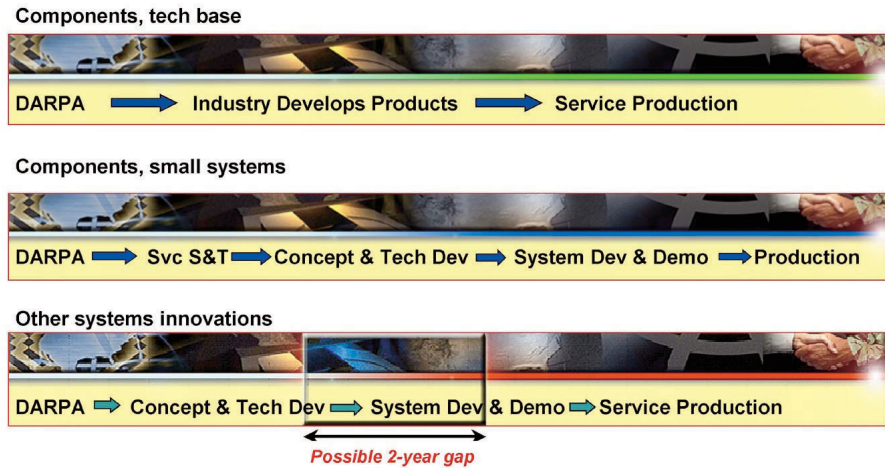 Components, tech base
DARPA Industry Develops Products Service Production
Components, small systems
DARPA Svc S&T Concept & Tech Dev System Dev & Demo Production
Other systems innovations
DARPA Concept & Tech Dev System Dev & Demo Service Production
Possible 2-year gap